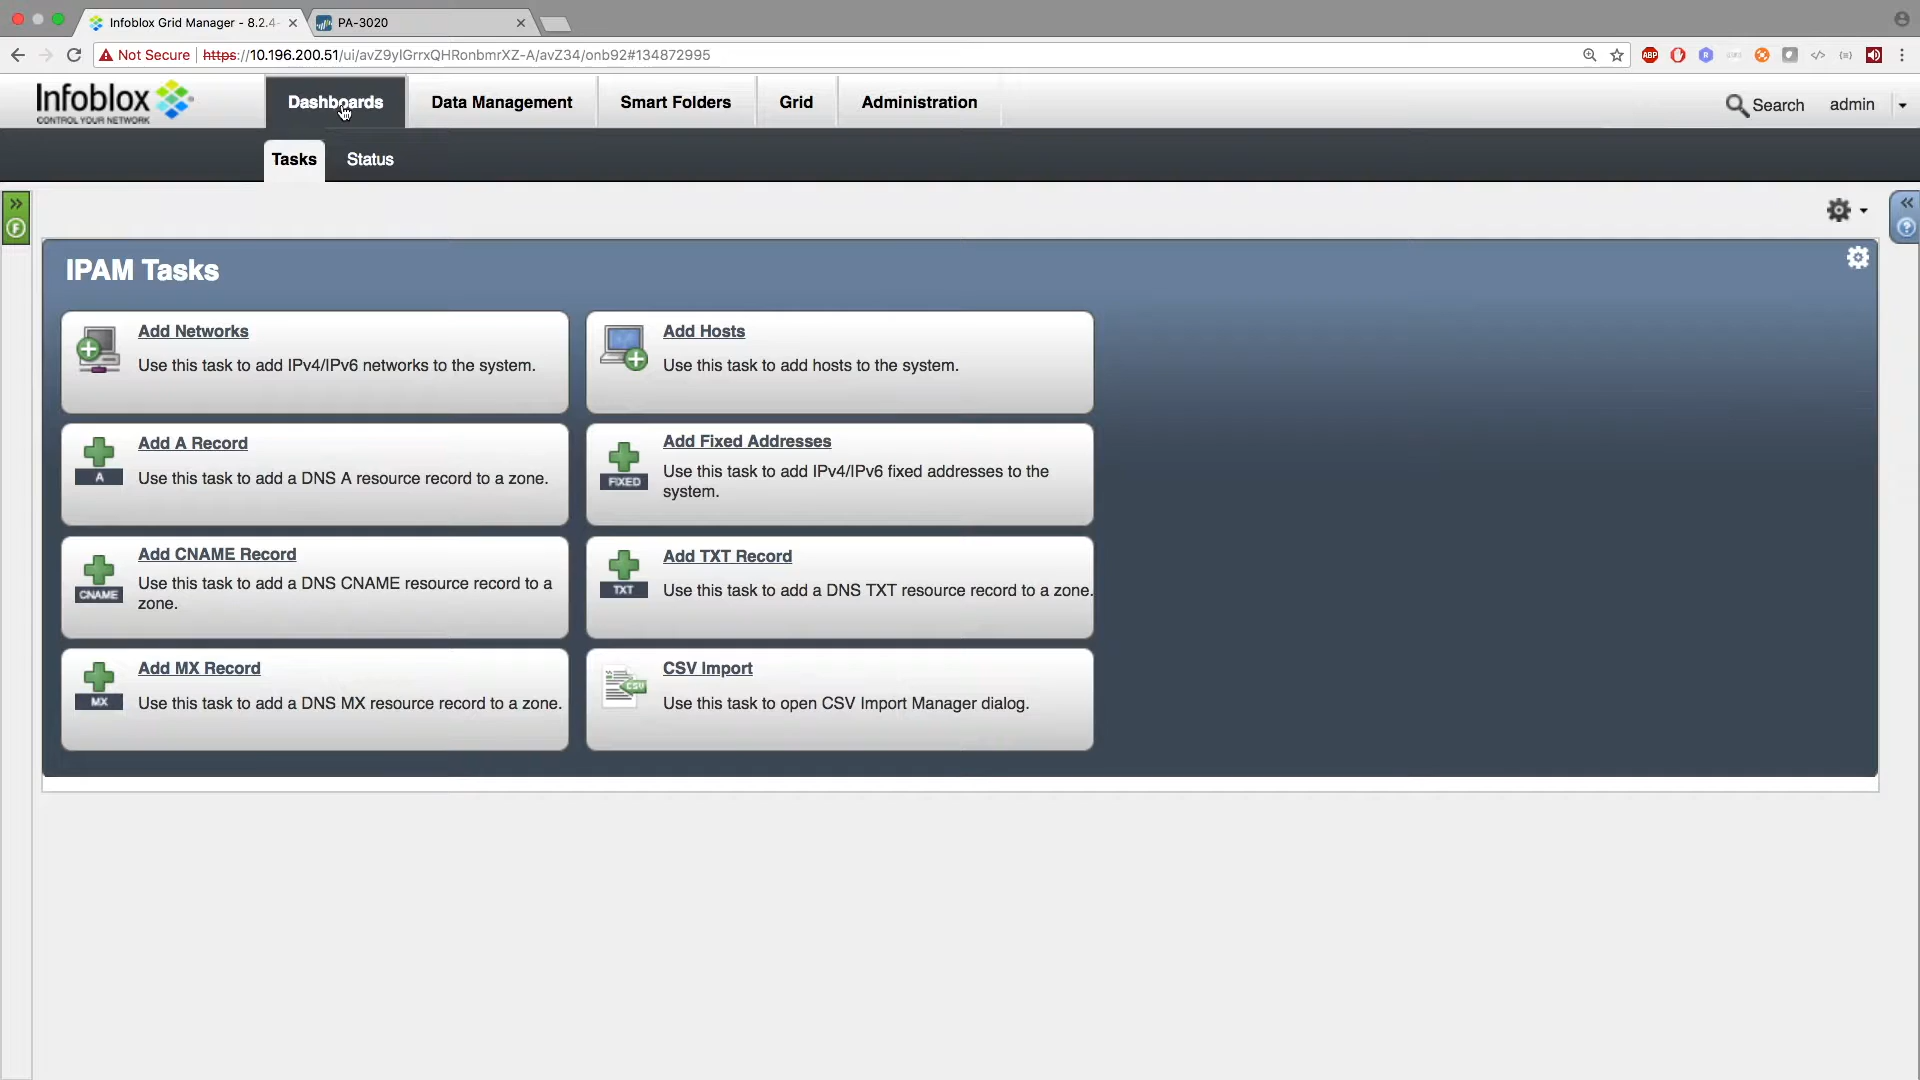 Infoblox Grid Manager - 8.2.4-
PA-3020
Not Secure
https://10.196.200.51/ui/avZ9yIGrrxQHRonbmrXZ-A/avZ34/onb92#134872995
ABP
Infoblox
CONTROL YOUR NETWORK
Dashboards
Data Management
Smart Folders
Grid
Administration
Search
admin
Tasks
Status
IPAM Tasks
Add Networks
Use this task to add IPv4/IPv6 networks to the system.
Add Hosts
Use this task to add hosts to the system.
A
Add A Record
Use this task to add a DNS A resource record to a zone.
FIXED
Add Fixed Addresses
Use this task to add IPv4/IPv6 fixed addresses to the
system.
CNAME
Add CNAME Record
Use this task to add a DNS CNAME resource record to a
zone.
TXT
Add TXT Record
Use this task to add a DNS TXT resource record to a zone.
MX
Add MX Record
Use this task to add a DNS MX resource record to a zone.
CSV
CSV Import
Use this task to open CSV Import Manager dialog.